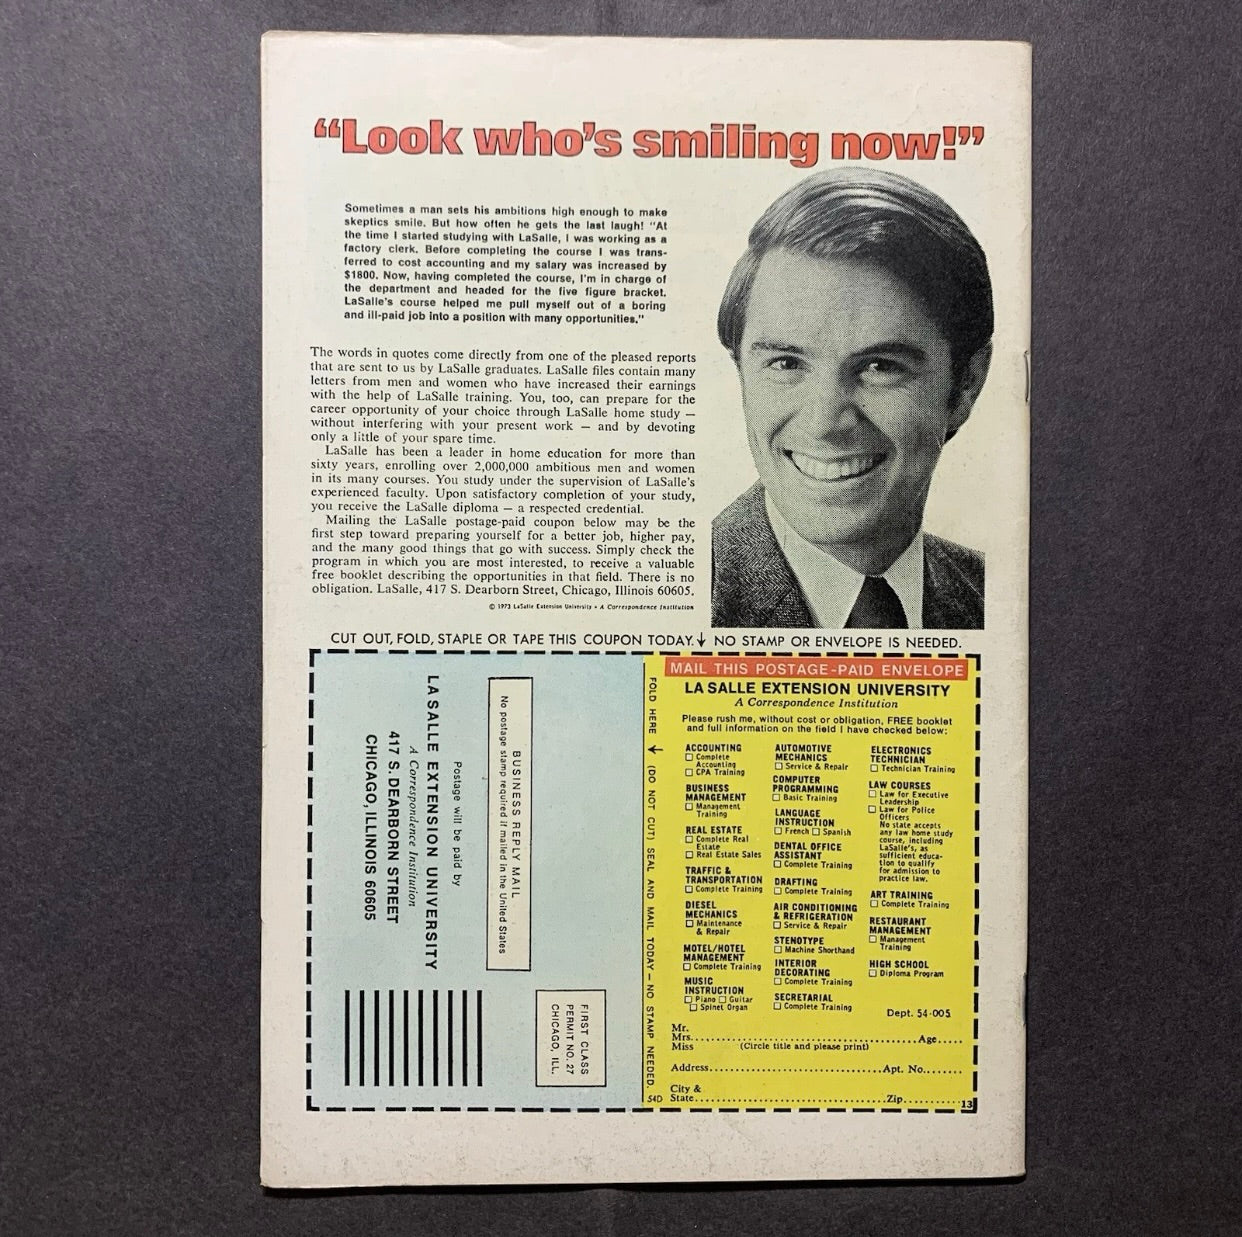 “Look who’s smiling now!”
Sometimes a man sets his ambitions high enough to make
skeptics smile. But how often he gets the last laugh! "At
the time I started studying with LaSalle, I was working as a
factory clerk. Before completing the course I was trans-
ferred to cost accounting and my salary was increased by
$1800. Now, having completed the course, I'm in charge of
the department and headed for the five figure bracket.
LaSalle's course helped me pull myself out of a boring
and ill-paid job into a position with many opportunities."
The words in quotes come directly from one of the pleased reports
that are sent to us by LaSalle graduates. LaSalle files contain many
letters from men and women who have increased their earnings
with the help of LaSalle training. You, too, can prepare for the
career opportunity of your choice through LaSalle home study —
without interfering with your present work — and by devoting
only a little of your spare time.
LaSalle has been a leader in home education for more than
sixty years, enrolling over 2,000,000 ambitious men and women
in its many courses. You study under the supervision of LaSalle's
experienced faculty. Upon satisfactory completion of your study,
you receive the LaSalle diploma — a respected credential.
Mailing the LaSalle postage-paid coupon below may be the
first step toward preparing yourself for a better job, higher pay,
and the many good things that go with success. Simply check the
program in which you are most interested, to receive a valuable
free booklet describing the opportunities in that field. There is no
obligation. LaSalle, 417 S. Dearborn Street, Chicago, Illinois 60605.
© 1973 LaSalle Extension University • A Correspondence Institution
CUT OUT, FOLD, STAPLE OR TAPE THIS COUPON TODAY. NO STAMP OR ENVELOPE IS NEEDED.
FIRST CLASS
PERMIT NO. 27
CHICAGO, ILL.
BUSINESS REPLY MAIL
No postage stamp required if mailed in the United States
Postage will be paid by
LA SALLE EXTENSION UNIVERSITY
A Correspondence Institution
417 S. DEARBORN STREET
CHICAGO, ILLINOIS 60605
FOLD HERE (DO NOT CUT) SEAL AND MAIL TODAY—NO STAMP NEEDED.
54D
MAIL THIS POSTAGE-PAID ENVELOPE
LA SALLE EXTENSION UNIVERSITY
A Correspondence Institution
Please rush me, without cost or obligation, FREE booklet
and full information on the field I have checked below:
ACCOUNTING
☐ Complete
Accounting
☐ CPA Training
BUSINESS
MANAGEMENT
☐ Management
Training
REAL ESTATE
☐ Complete Real
Estate
☐ Real Estate Sales
TRAFFIC &
TRANSPORTATION
☐ Complete Training
DIESEL
MECHANICS
☐ Maintenance
& Repair
MOTEL/HOTEL
MANAGEMENT
☐ Complete Training
MUSIC
INSTRUCTION
☐ Piano ☐ Guitar
☐ Spinet Organ
AUTOMOTIVE
MECHANICS
☐ Service & Repair
COMPUTER
PROGRAMMING
☐ Basic Training
LANGUAGE
INSTRUCTION
☐ French ☐ Spanish
DENTAL OFFICE
ASSISTANT
☐ Complete Training
DRAFTING
☐ Complete Training
AIR CONDITIONING
& REFRIGERATION
☐ Service & Repair
STENOTYPE
☐ Machine Shorthand
INTERIOR
DECORATING
☐ Complete Training
SECRETARIAL
☐ Complete Training
ELECTRONICS
TECHNICIAN
☐ Technician Training
LAW COURSES
☐ Law for Executive
Leadership
☐ Law for Police
Officers
No state accepts
any law home study
course, including
LaSalle's, as
sufficient educa-
tion to qualify
for admission to
practice law.
ART TRAINING
☐ Complete Training
RESTAURANT
MANAGEMENT
☐ Management
Training
HIGH SCHOOL
☐ Diploma Program
Dept. 54-005
Mr.
Mrs. Age
Miss (Circle title and please print)
Address Apt. No.
City &
State Zip
13